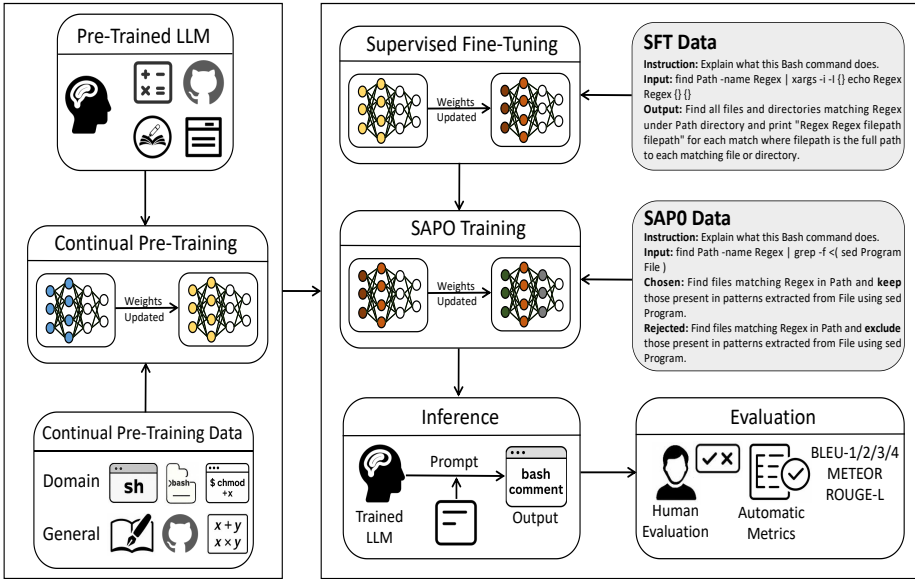 Pre-Trained LLM
Continual Pre-Training
Weights
Updated
Continual Pre-Training Data
Domain
sh
>bash
$ chmod
+x
General
x + y
x × y
Supervised Fine-Tuning
Weights
Updated
SFT Data
Instruction: Explain what this Bash command does.
Input: find Path -name Regex | xargs -i -I {} echo Regex
Regex {} {}
Output: Find all files and directories matching Regex
under Path directory and print "Regex Regex filepath
filepath" for each match where filepath is the full path
to each matching file or directory.
SAPO Training
Weights
Updated
SAP0 Data
Instruction: Explain what this Bash command does.
Input: find Path -name Regex | grep -f <( sed Program
File )
Chosen: Find files matching Regex in Path and keep
those present in patterns extracted from File using sed
Program.
Rejected: Find files matching Regex in Path and exclude
those present in patterns extracted from File using sed
Program.
Inference
Trained
LLM
Prompt
bash
comment
Output
Evaluation
Human
Evaluation
Automatic
Metrics
BLEU-1/2/3/4
METEOR
ROUGE-L